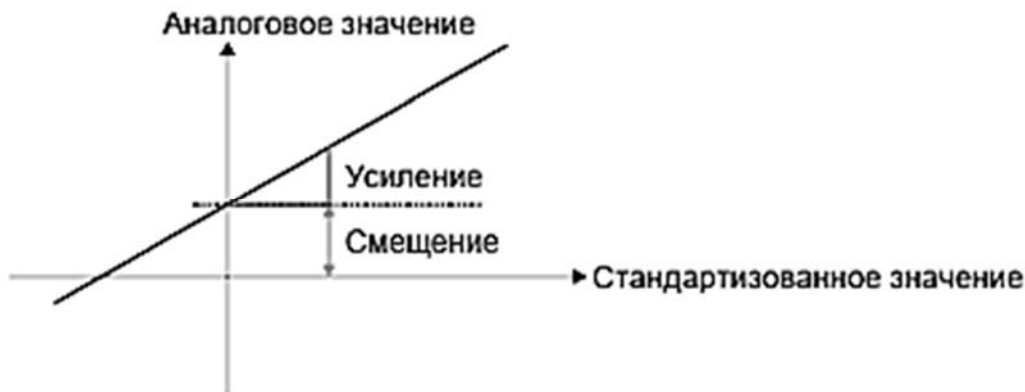 Аналоговое значение
Усиление
Смещение
Стандартизованное значение